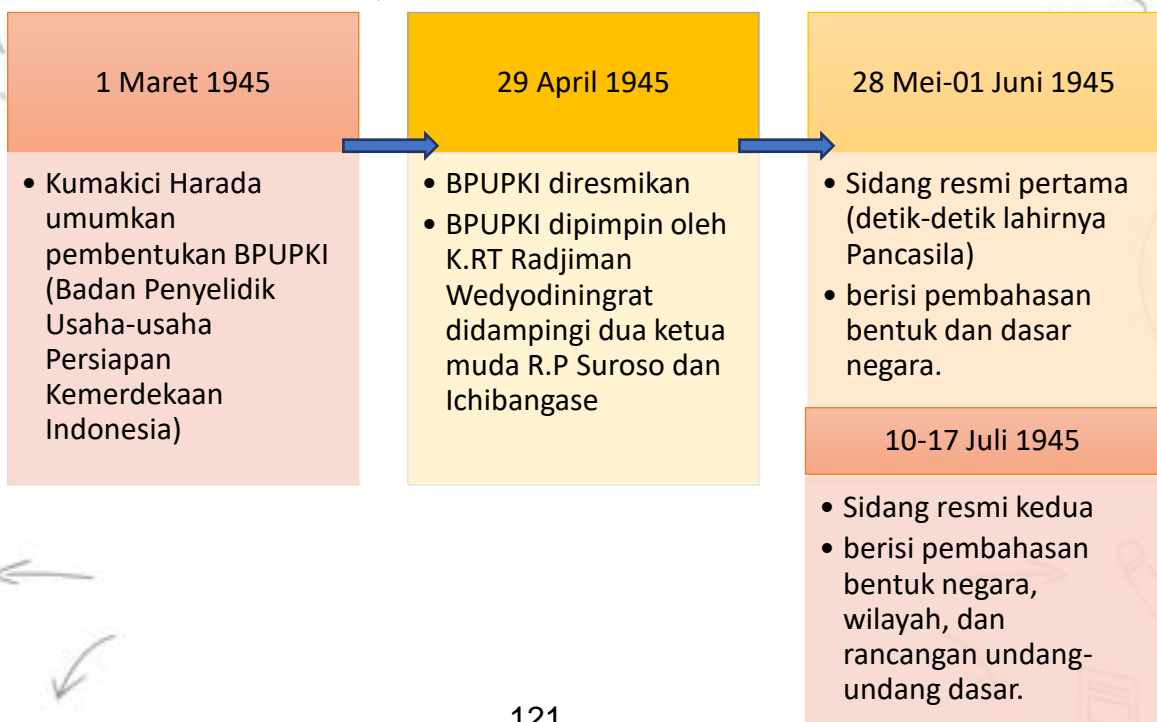 1 Maret 1945
• Kumakici Harada
umumkan
pembentukan BPUPKI
(Badan Penyelidik
Usaha-usaha
Persiapan
Kemerdekaan
Indonesia)
29 April 1945
• BPUPKI diresmikan
• BPUPKI dipimpin oleh
K.RT Radjiman
Wedyodiningrat
didampingi dua ketua
muda R.P Suroso dan
Ichibangase
28 Mei-01 Juni 1945
• Sidang resmi pertama
(detik-detik lahirnya
Pancasila)
• berisi pembahasan
bentuk dan dasar
negara.
10-17 Juli 1945
• Sidang resmi kedua
• berisi pembahasan
bentuk negara,
wilayah, dan
rancangan undang-
undang dasar.
121